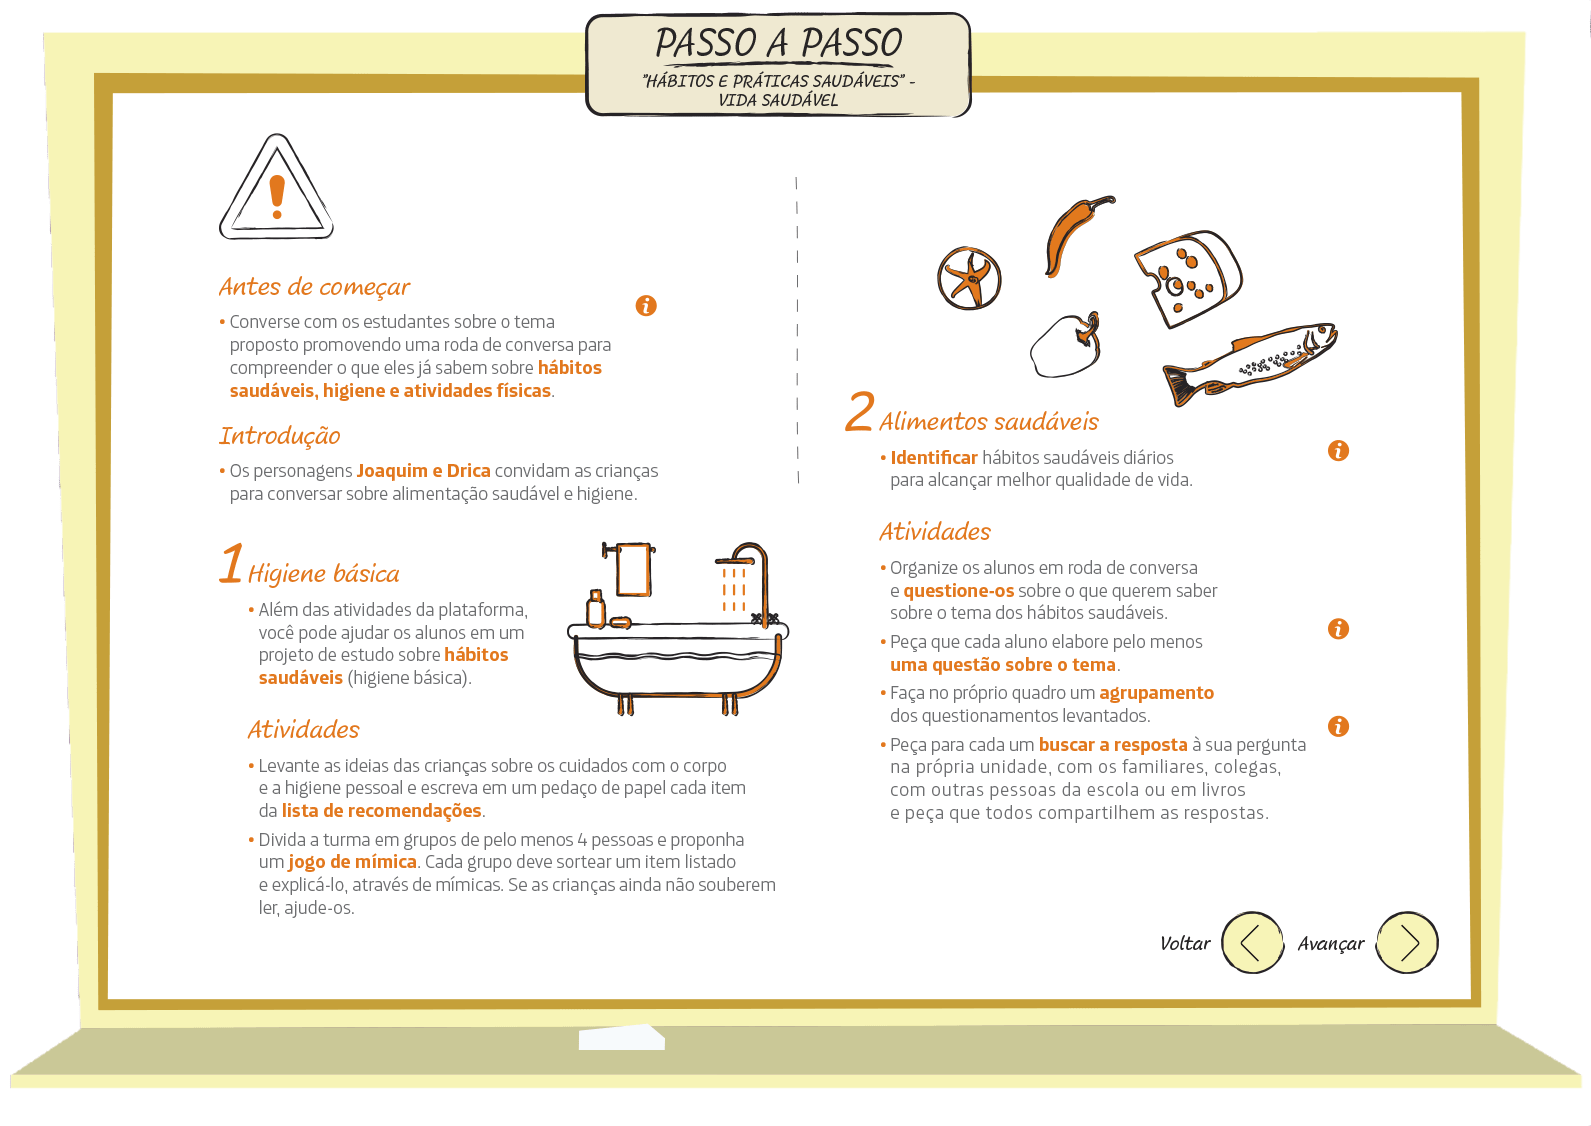 PASSO A PASSO
"HÁBITOS E PRÁTICAS SAUDÁVEIS" -
VIDA SAUDÁVEL
Antes de começar
• Converse com os estudantes sobre o tema
proposto promovendo uma roda de conversa para
compreender o que eles já sabem sobre hábitos
saudáveis, higiene e atividades físicas.
Introdução
• Os personagens Joaquim e Drica convidam as crianças
para conversar sobre alimentação saudável e higiene.
1 Higiene básica
• Além das atividades da plataforma,
você pode ajudar os alunos em um
projeto de estudo sobre hábitos
saudáveis (higiene básica).
Atividades
• Levante as ideias das crianças sobre os cuidados com o corpo
e a higiene pessoal e escreva em um pedaço de papel cada item
da lista de recomendações.
• Divida a turma em grupos de pelo menos 4 pessoas e proponha
um jogo de mímica. Cada grupo deve sortear um item listado
e explicá-lo, através de mímicas. Se as crianças ainda não souberem
ler, ajude-os.
2 Alimentos saudáveis
• Identificar hábitos saudáveis diários
para alcançar melhor qualidade de vida.
Atividades
• Organize os alunos em roda de conversa
e questione-os sobre o que querem saber
sobre o tema dos hábitos saudáveis.
• Peça que cada aluno elabore pelo menos
uma questão sobre o tema.
• Faça no próprio quadro um agrupamento
dos questionamentos levantados.
• Peça para cada um buscar a resposta à sua pergunta
na própria unidade, com os familiares, colegas,
com outras pessoas da escola ou em livros
e peça que todos compartilhem as respostas.
Voltar Avançar